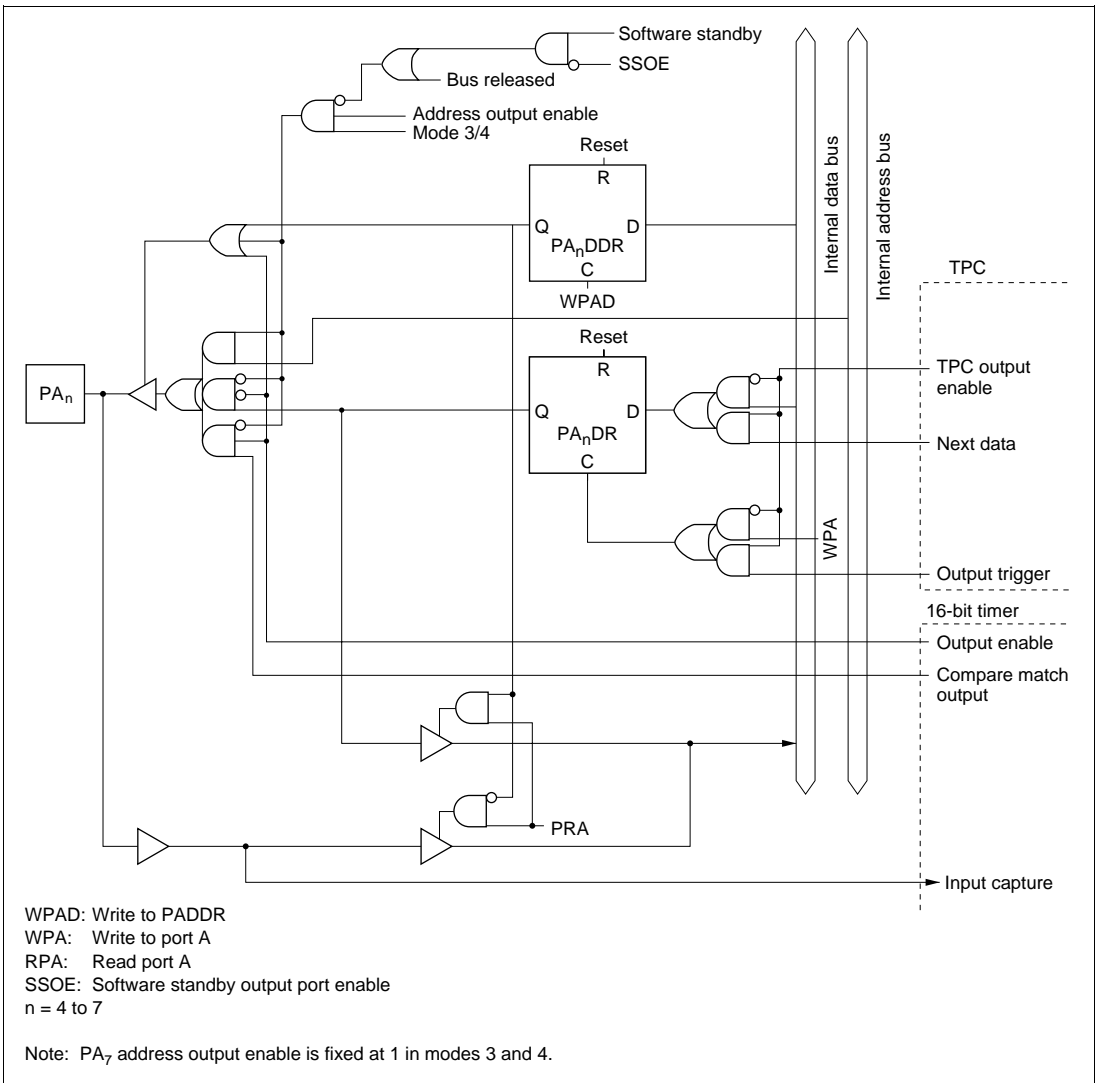 Software standby
SSOE
Bus released
Address output enable
Mode 3/4
Reset
R
Q
D
PAnDDR
C
WPAD
Internal data bus
Internal address bus
TPC
Reset
R
PAn
Q
D
PAnDR
C
TPC output
enable
Next data
WPA
Output trigger
16-bit timer
Output enable
Compare match
output
PRA
Input capture
WPAD: Write to PADDR
WPA: Write to port A
RPA: Read port A
SSOE: Software standby output port enable
n = 4 to 7
Note: PA7 address output enable is fixed at 1 in modes 3 and 4.